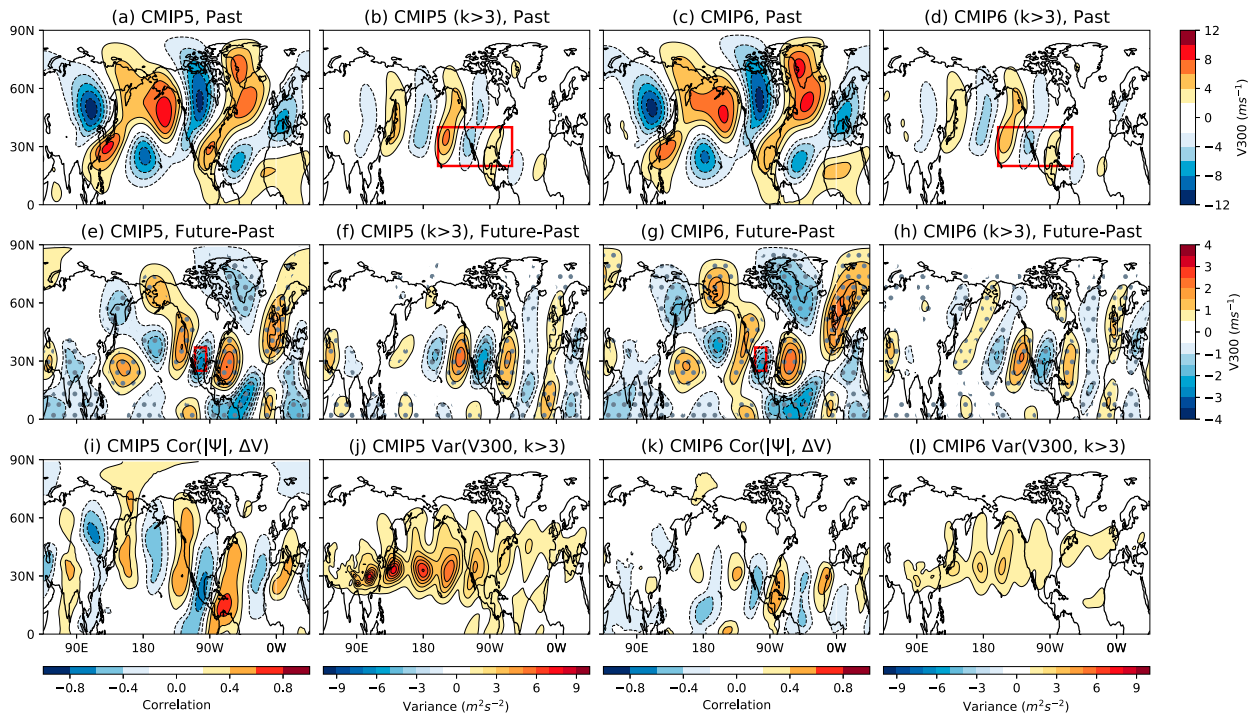 (a) CMIP5, Past
(b) CMIP5 (k>3), Past
(c) CMIP6, Past
(d) CMIP6 (k>3), Past
90N
60N
30N
0
12
8
4
0
−4
−8
−12
V300 (ms⁻¹)
(e) CMIP5, Future-Past
(f) CMIP5 (k>3), Future-Past
(g) CMIP6, Future-Past
(h) CMIP6 (k>3), Future-Past
90N
60N
30N
0
4
3
2
1
0
−1
−2
−3
−4
V300 (ms⁻¹)
(i) CMIP5 Cor(|Ψ|, ΔV)
(j) CMIP5 Var(V300, k>3)
(k) CMIP6 Cor(|Ψ|, ΔV)
(l) CMIP6 Var(V300, k>3)
90N
60N
30N
0
90E 180 90W 0W
90E 180 90W 0W
90E 180 90W 0W
90E 180 90W 0W
−0.8 −0.4 0.0 0.4 0.8
−9 −6 −3 0 3 6 9
−0.8 −0.4 0.0 0.4 0.8
−9 −6 −3 0 3 6 9
Correlation
Variance (m²s⁻²)
Correlation
Variance (m²s⁻²)